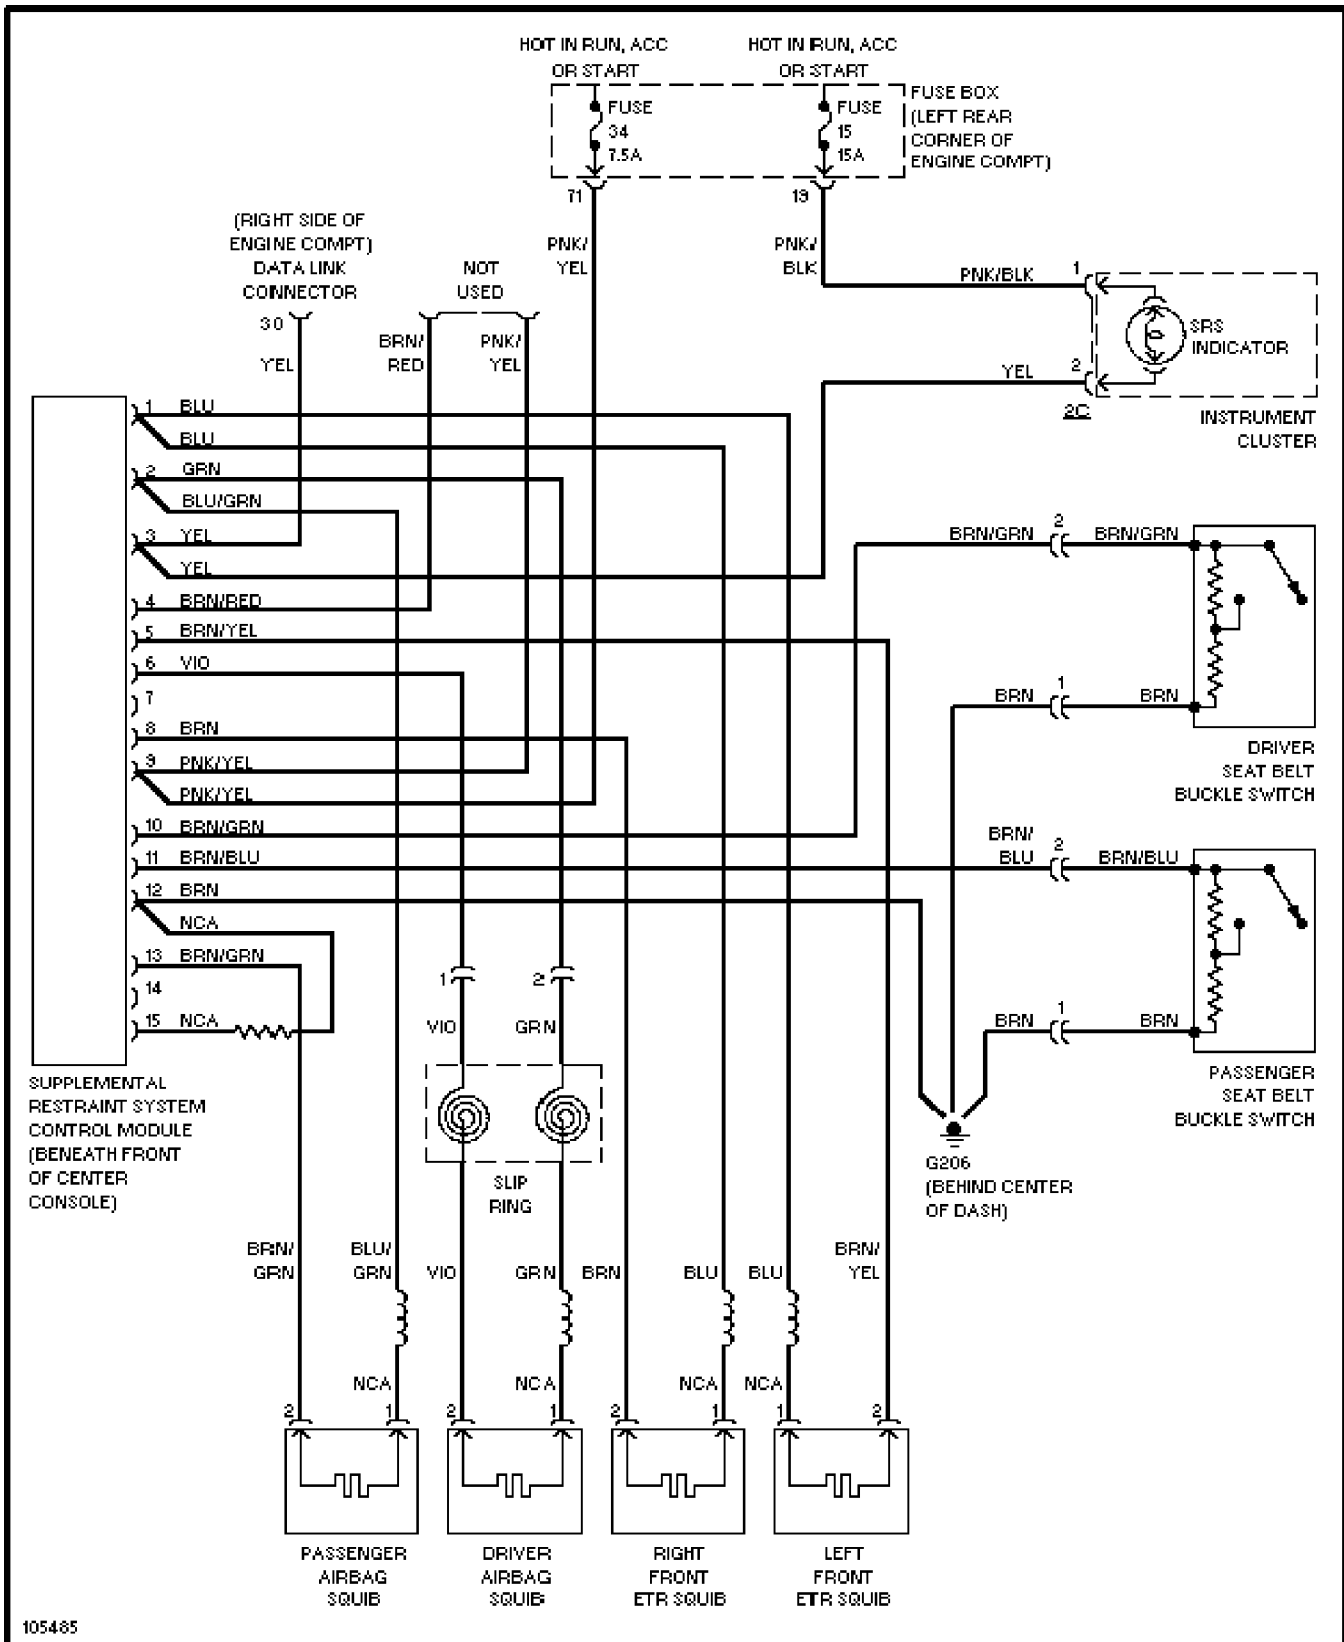 HOT IN RUN, ACC
OR START
HOT IN RUN, ACC
OR START
FUSE
34
7.5A
FUSE
15
15A
FUSE BOX
(LEFT REAR
CORNER OF
ENGINE COMPT)
71
19
(RIGHT SIDE OF
ENGINE COMPT)
DATA LINK
CONNECTOR
30
YEL
NOT
USED
BRN/
RED
PNK/
YEL
PNK/
YEL
PNK/
BLK
PNK/BLK
1
SRS
INDICATOR
YEL
2
2C
INSTRUMENT
CLUSTER
1 BLU
BLU
2 GRN
BLU/GRN
3 YEL
YEL
4 BRN/RED
5 BRN/YEL
6 VIO
7
8 BRN
9 PNK/YEL
PNK/YEL
10 BRN/GRN
11 BRN/BLU
12 BRN
NCA
13 BRN/GRN
14
15 NCA
SUPPLEMENTAL
RESTRAINT SYSTEM
CONTROL MODULE
(BENEATH FRONT
OF CENTER
CONSOLE)
BRN/GRN
2
BRN/GRN
BRN
1
BRN
DRIVER
SEAT BELT
BUCKLE SWITCH
BRN/
BLU
2
BRN/BLU
BRN
1
BRN
PASSENGER
SEAT BELT
BUCKLE SWITCH
G206
(BEHIND CENTER
OF DASH)
1
2
VIO
GRN
SLIP
RING
BRN/
GRN
BLU/
GRN
VIO
GRN
BRN
BLU
BLU
BRN/
YEL
NCA
NCA
NCA
NCA
2
1
2
1
2
1
1
2
PASSENGER
AIRBAG
SQUIB
DRIVER
AIRBAG
SQUIB
RIGHT
FRONT
ETR SQUIB
LEFT
FRONT
ETR SQUIB
105485